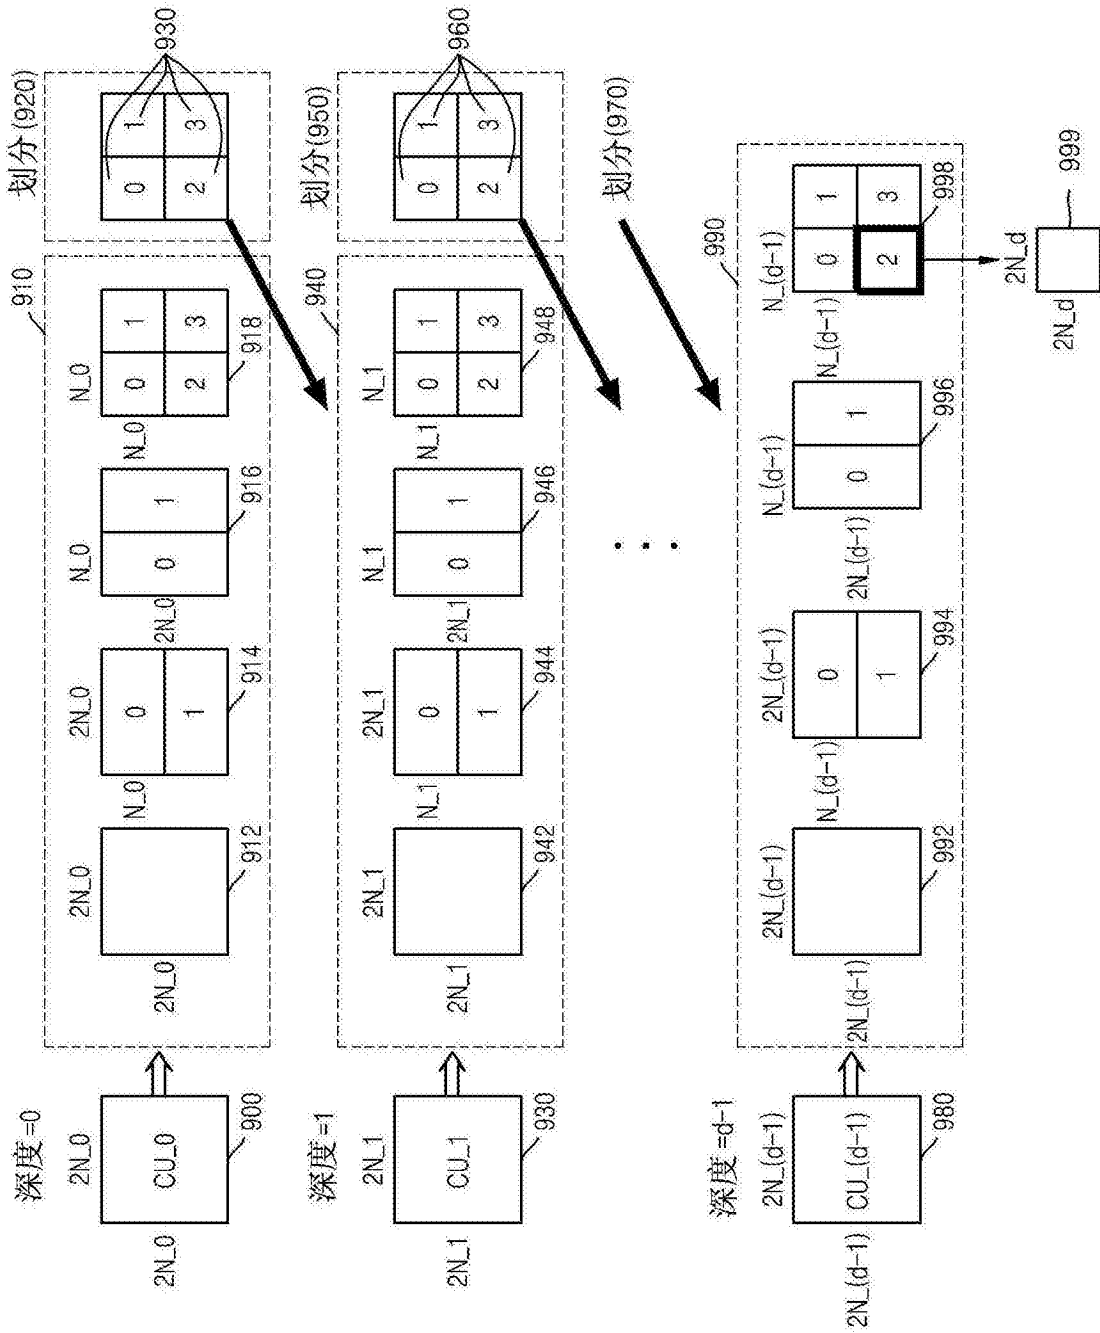 深度=0
2N_0
2N_0
CU_0
900
910
2N_0
2N_0
912
2N_0
N_0
0
1
914
N_0
2N_0
0
1
916
N_0
N_0
0
1
2
3
918
划分(920)
0
1
2
3
930
深度=1
2N_1
2N_1
CU_1
930
940
2N_1
2N_1
942
2N_1
N_1
0
1
944
N_1
2N_1
0
1
946
N_1
N_1
0
1
2
3
948
划分(950)
0
1
2
3
960
划分(970)
深度=d-1
2N_(d-1)
2N_(d-1)
CU_(d-1)
980
990
2N_(d-1)
2N_(d-1)
992
2N_(d-1)
N_(d-1)
0
1
994
N_(d-1)
2N_(d-1)
0
1
996
N_(d-1)
N_(d-1)
0
1
2
3
998
2N_d
2N_d
999